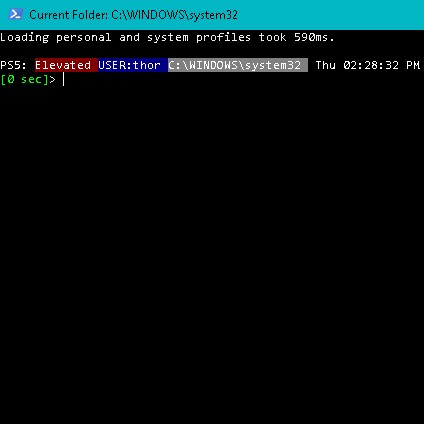 Current Folder: C:\WINDOWS\system32
Loading personal and system profiles took 590ms.
PS5: Elevated USER:thor C:\WINDOWS\system32 Thu 02:28:32 PM
[0 sec]>